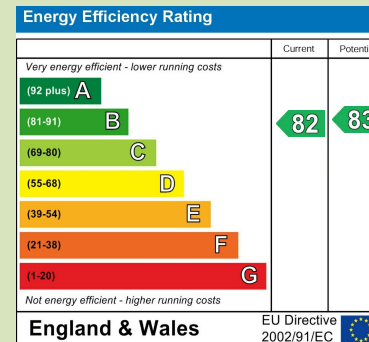 Energy Efficiency Rating
Current Potenti
Very energy efficient - lower running costs
(92 plus) A
(81-91) B
82 83
(69-80) C
(55-68) D
(39-54) E
(21-38) F
(1-20) G
Not energy efficient - higher running costs
England & Wales
EU Directive
2002/91/EC